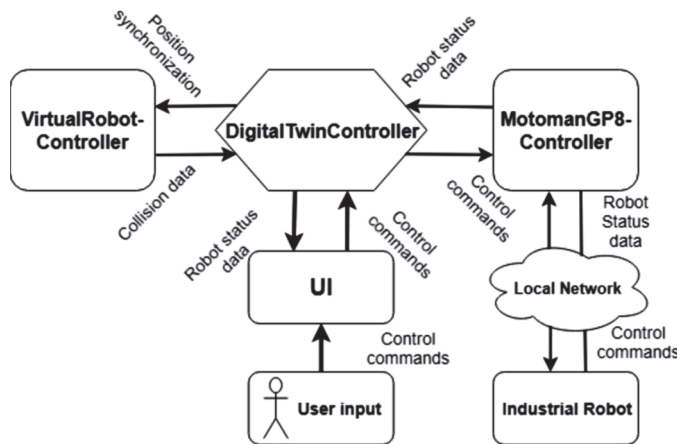 Position
synchronization
Robot status
data
VirtualRobot-
Controller
DigitalTwinController
MotomanGP8-
Controller
Collision data
Robot status
data
Control
commands
Control
commands
Robot
Status
data
UI
Local Network
Control
commands
Control
commands
User input
Industrial Robot